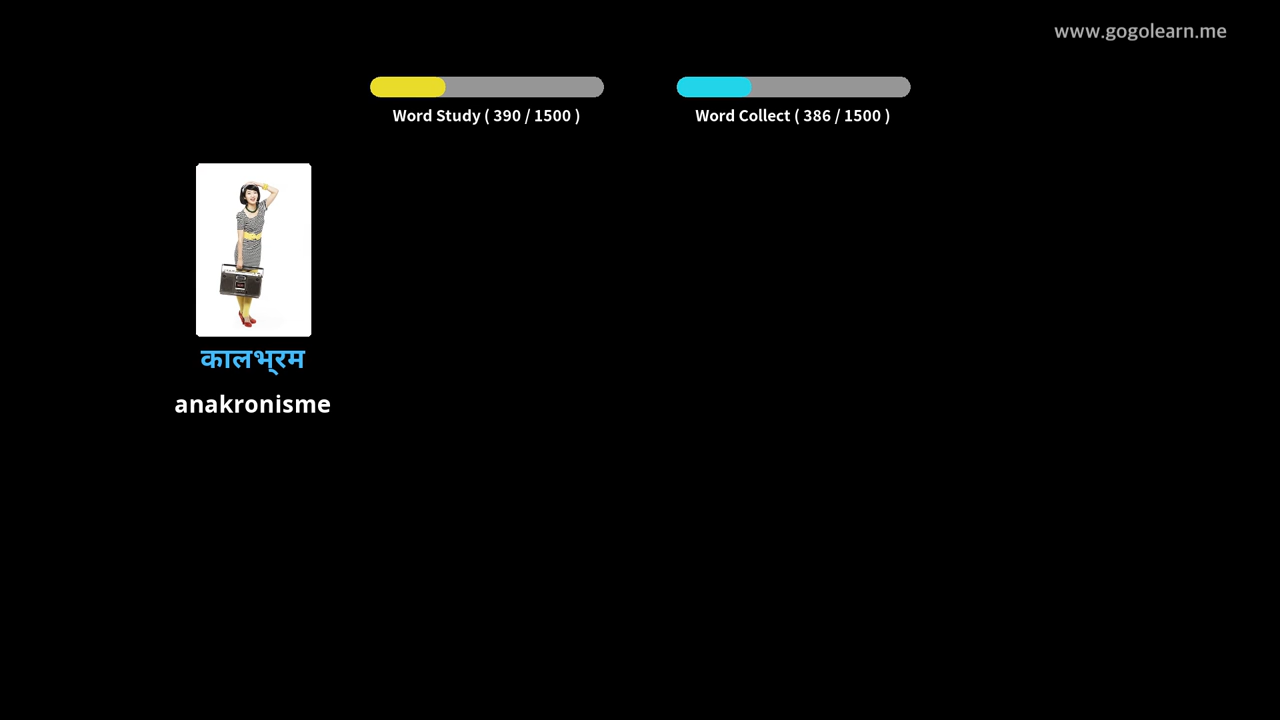 www.gogolearn.me
Word Study ( 390 / 1500 )
Word Collect ( 386 / 1500 )
कालभ्रम
anakronisme